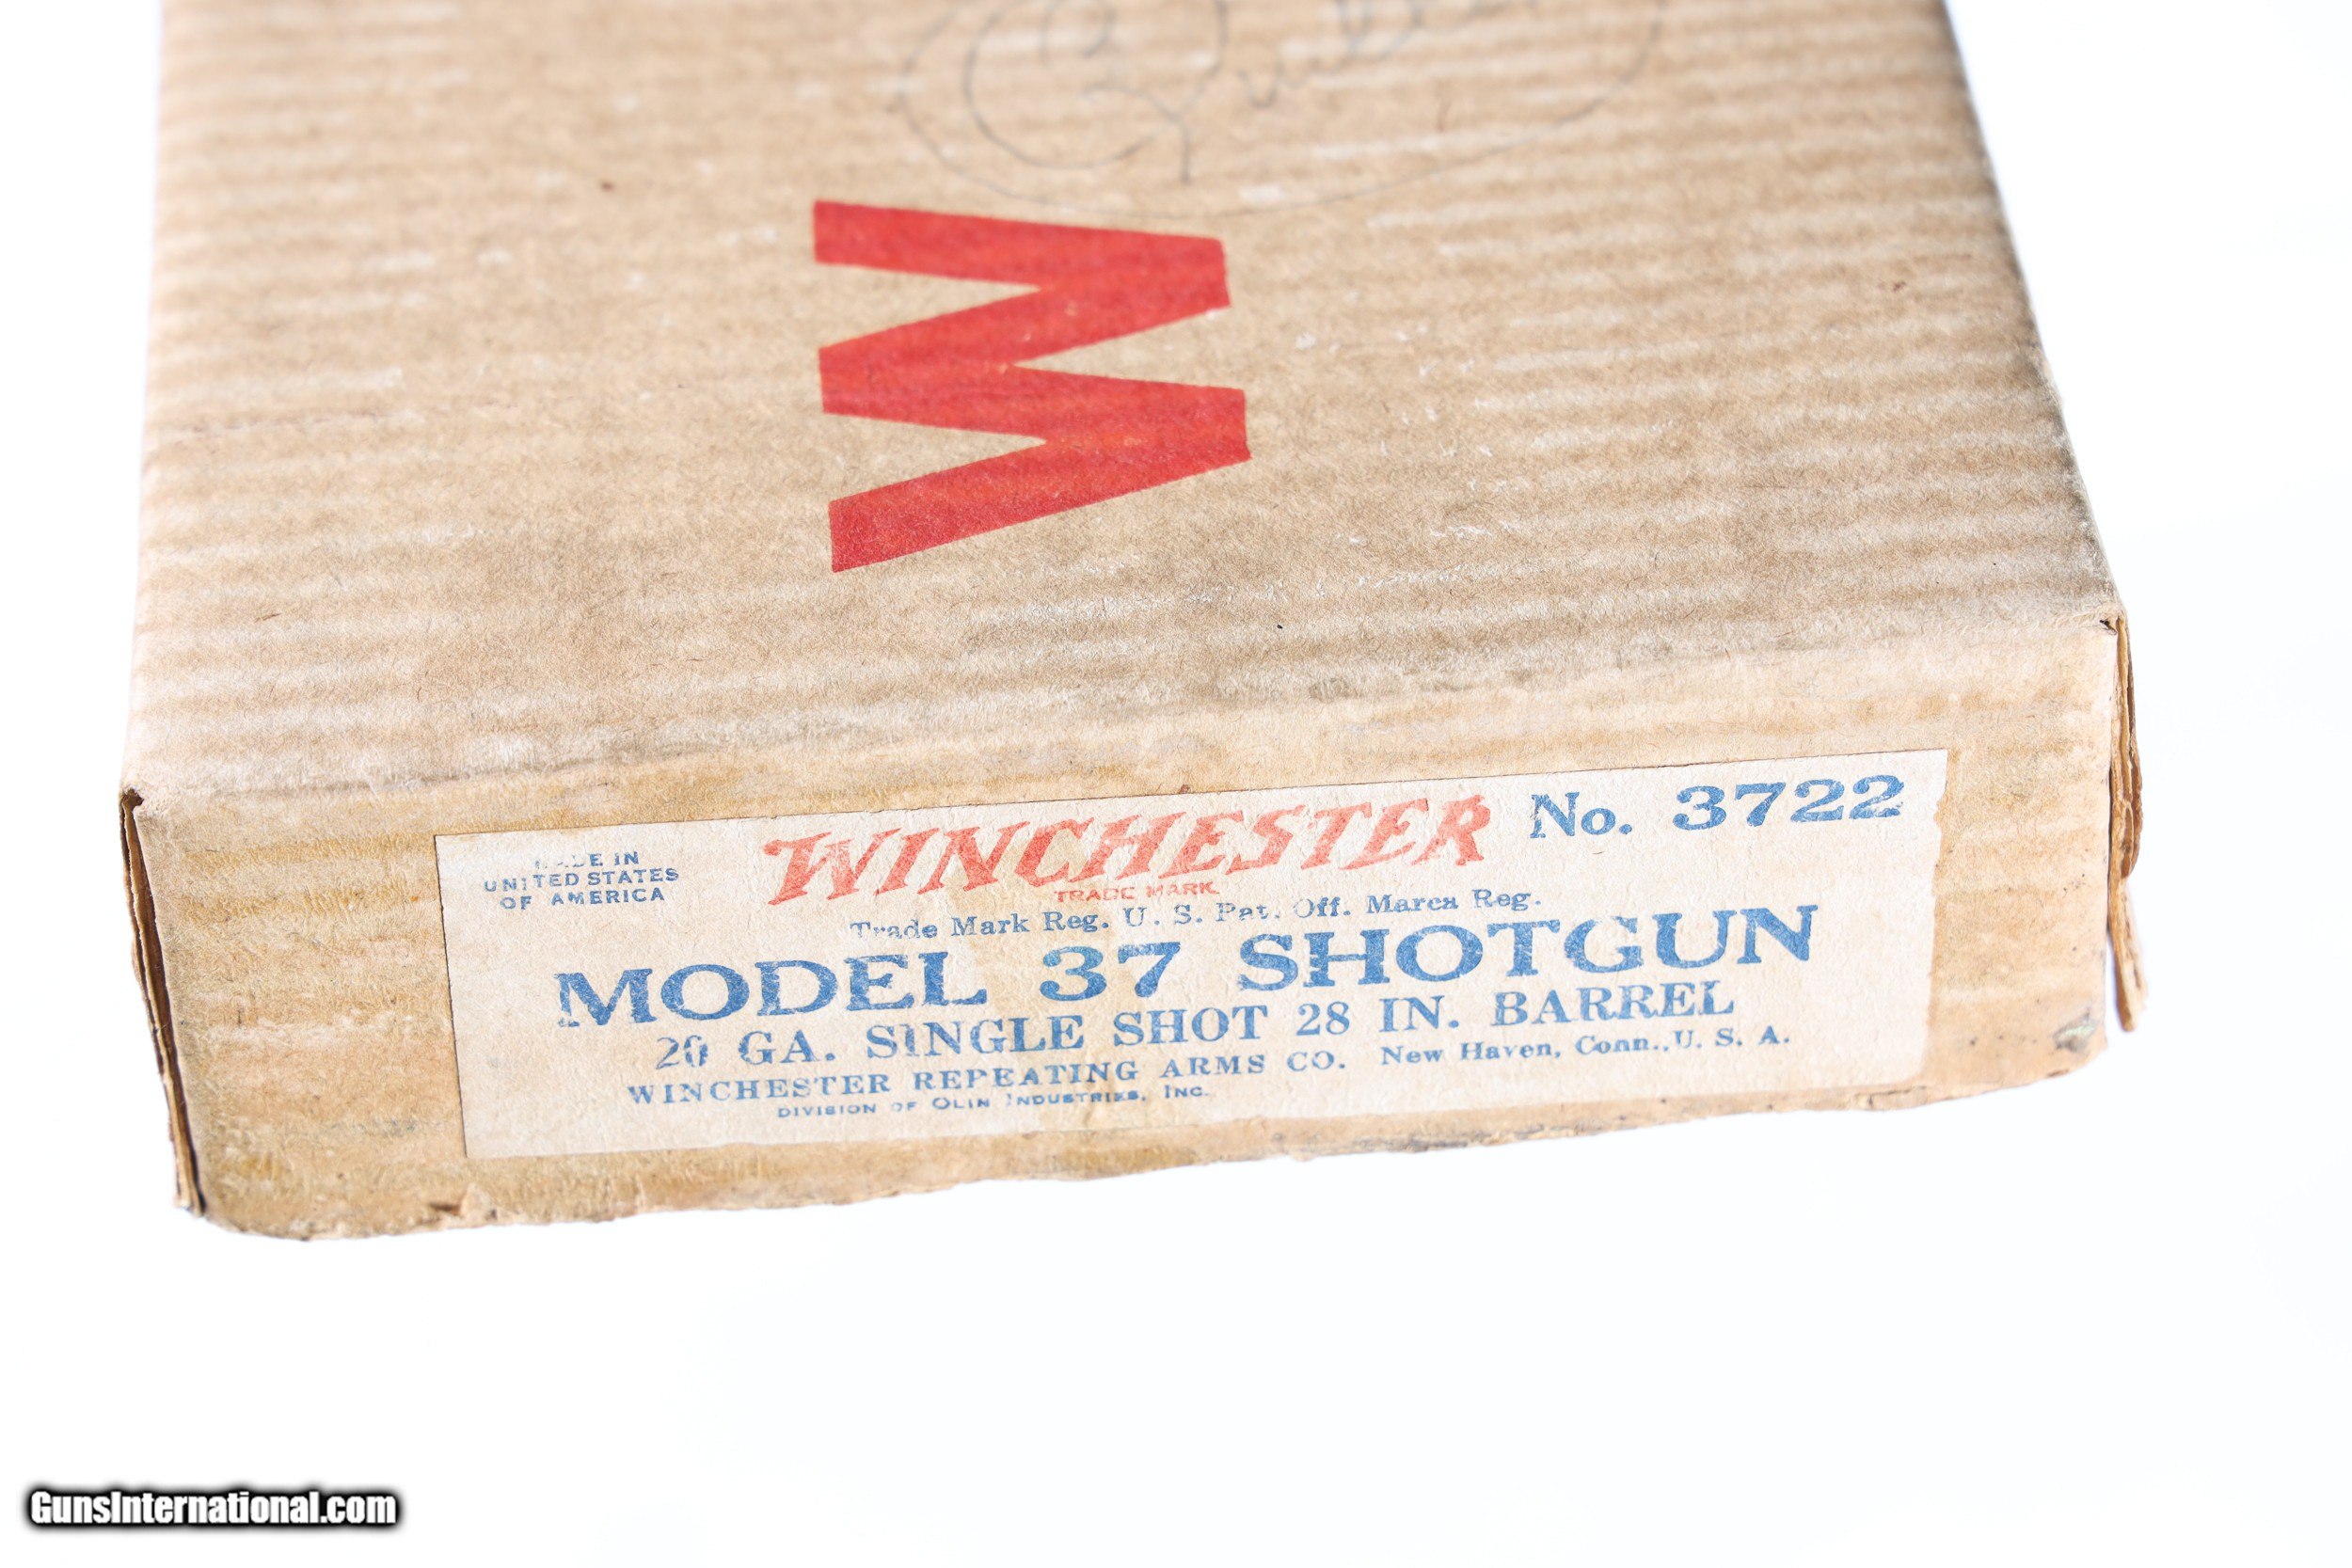 W
MADE IN
UNITED STATES
OF AMERICA
WINCHESTER
TRADE MARK
No. 3722
Trade Mark Reg. U. S. Pat. Off. Marca Reg.
MODEL 37 SHOTGUN
20 GA. SINGLE SHOT 28 IN. BARREL
WINCHESTER REPEATING ARMS CO. New Haven, Conn., U. S. A.
DIVISION OF OLIN INDUSTRIES, INC.
GunsInternational.com